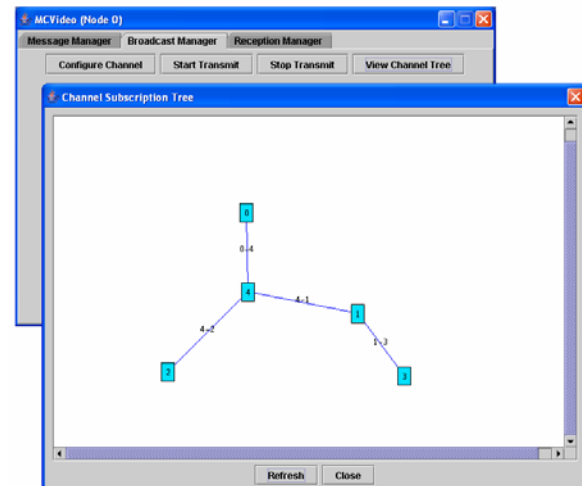 MCVideo (Node 0)
Message Manager Broadcast Manager Reception Manager
Configure Channel Start Transmit Stop Transmit View Channel Tree
Channel Subscription Tree
0
0-4
4
4-1
1
4-2
1-3
2
3
Refresh Close